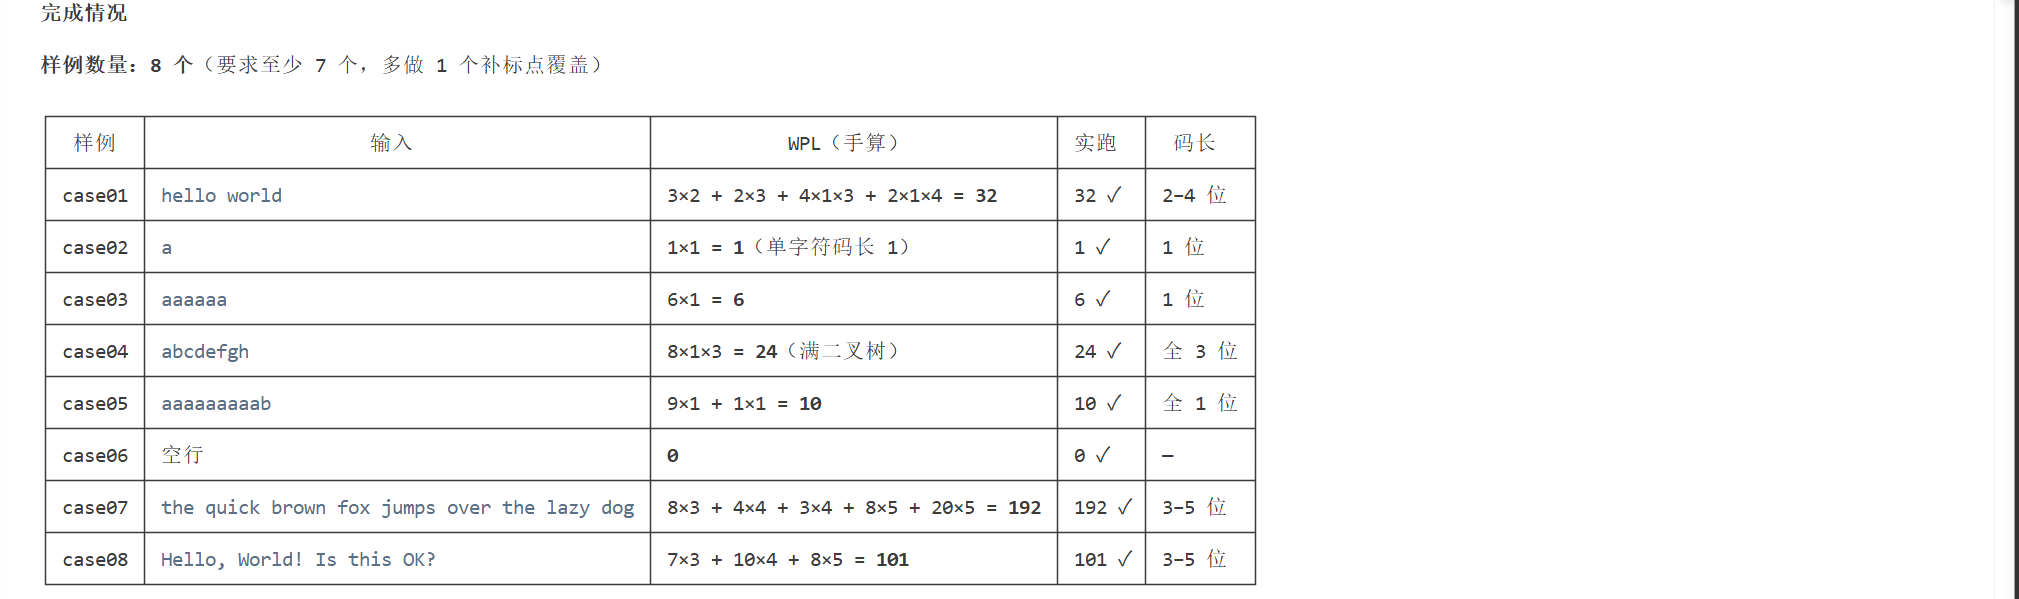 完成情况
样例数量：8 个（要求至少 7 个，多做 1 个补标点覆盖）
样例 输入 WPL（手算） 实跑 码长
case01 hello world 3×2 + 2×3 + 4×1×3 + 2×1×4 = 32 32 ✓ 2–4 位
case02 a 1×1 = 1（单字符码长 1） 1 ✓ 1 位
case03 aaaaaa 6×1 = 6 6 ✓ 1 位
case04 abcdefgh 8×1×3 = 24（满二叉树） 24 ✓ 全 3 位
case05 aaaaaaaaab 9×1 + 1×1 = 10 10 ✓ 全 1 位
case06 空行 0 0 ✓ —
case07 the quick brown fox jumps over the lazy dog 8×3 + 4×4 + 3×4 + 8×5 + 20×5 = 192 192 ✓ 3–5 位
case08 Hello, World! Is this OK? 7×3 + 10×4 + 8×5 = 101 101 ✓ 3–5 位